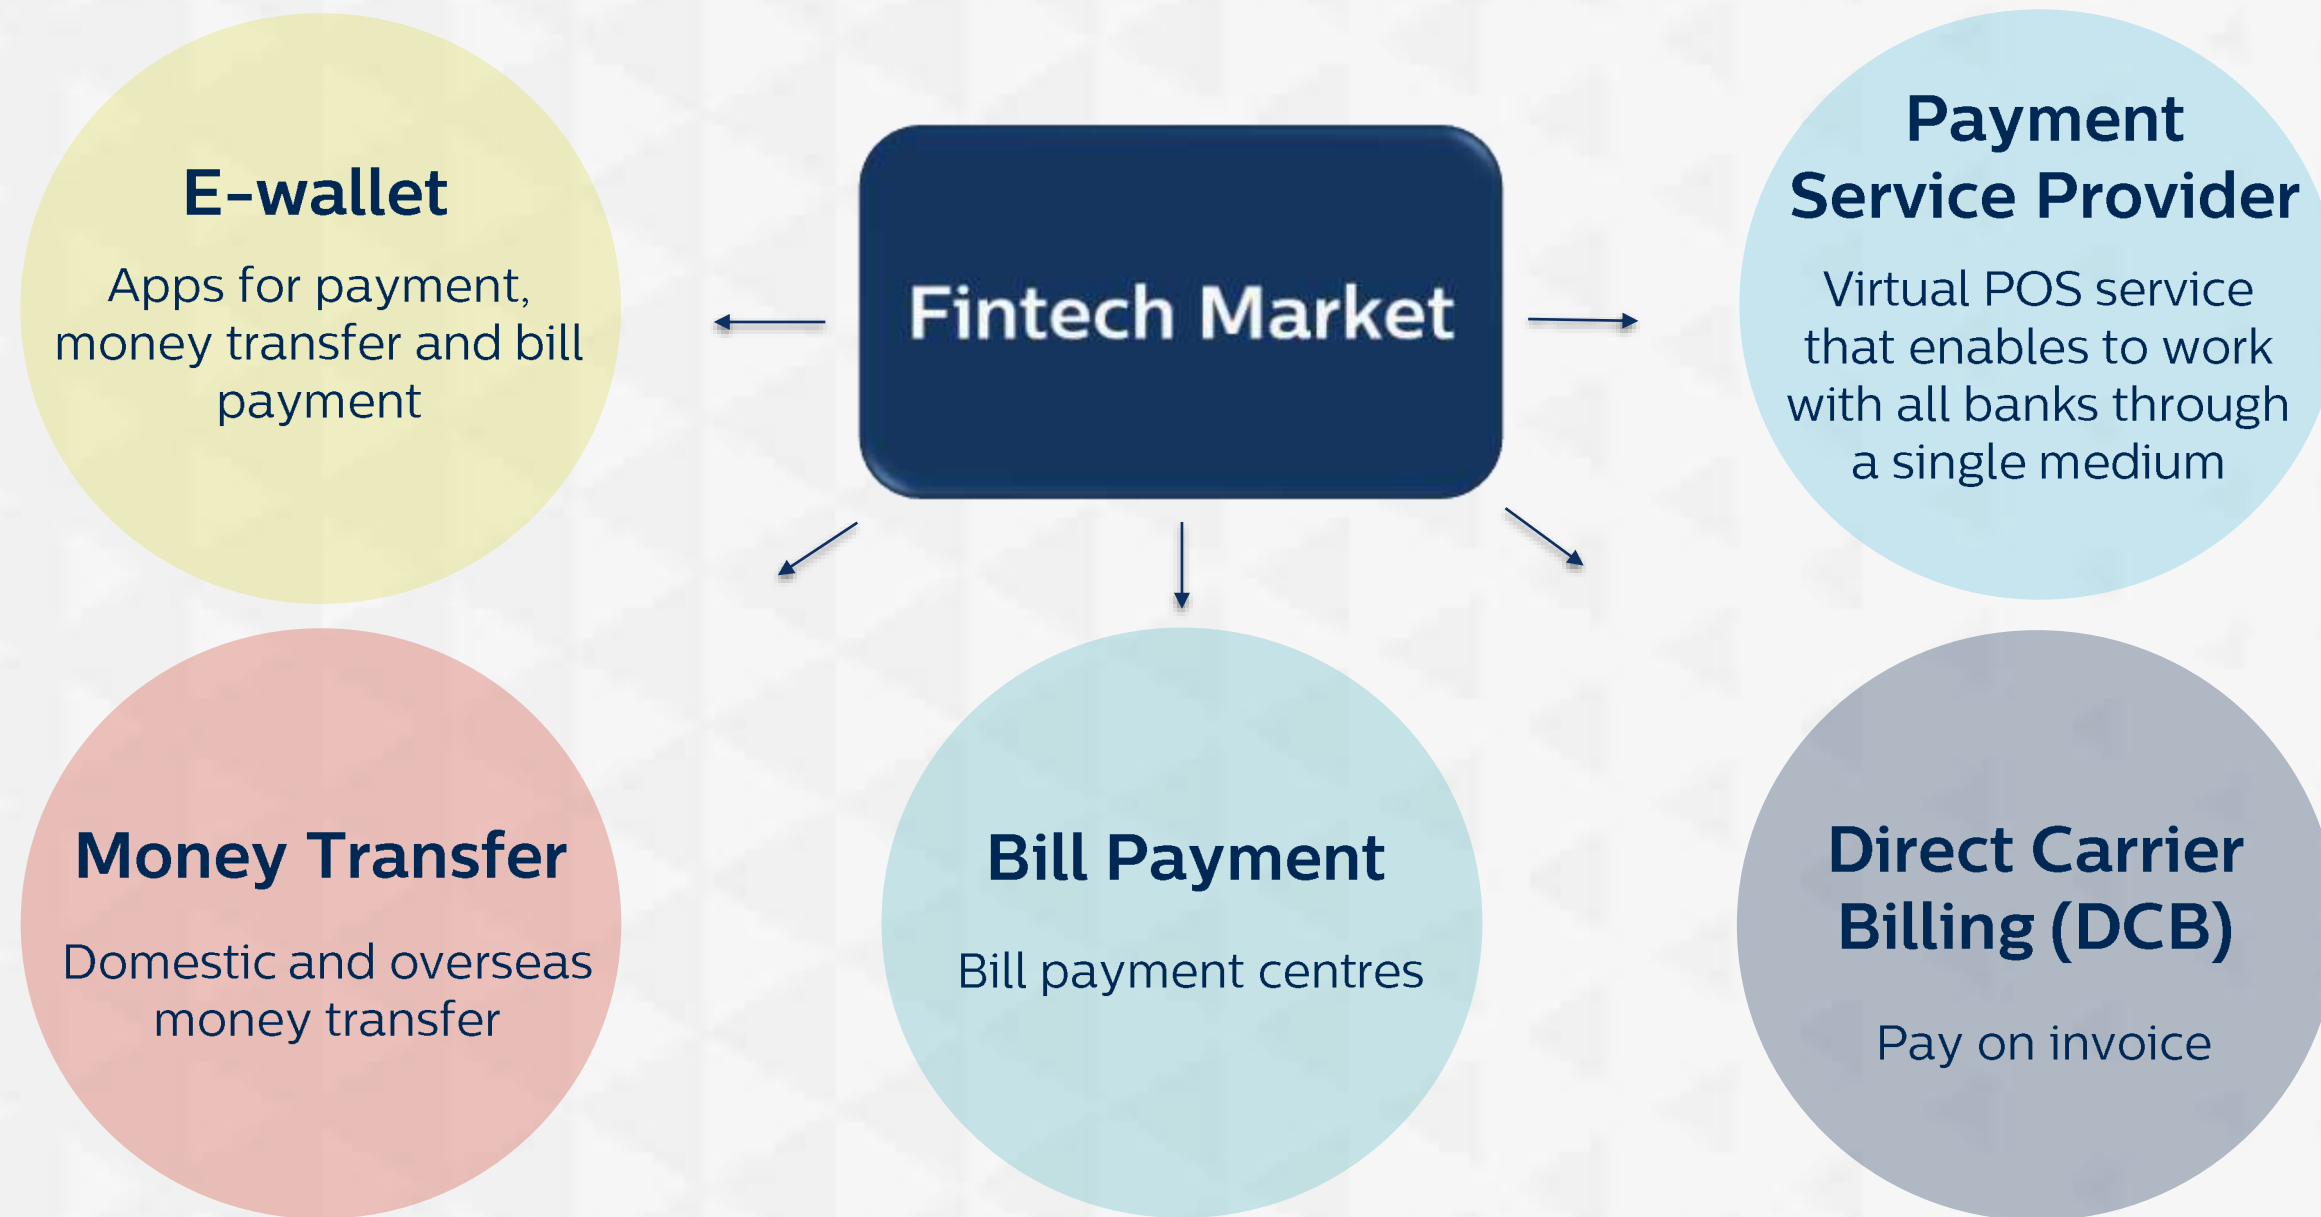 E-wallet
Apps for payment,
money transfer and bill
payment
Fintech Market
Payment
Service Provider
Virtual POS service
that enables to work
with all banks through
a single medium
Money Transfer
Domestic and overseas
money transfer
Bill Payment
Bill payment centres
Direct Carrier
Billing (DCB)
Pay on invoice